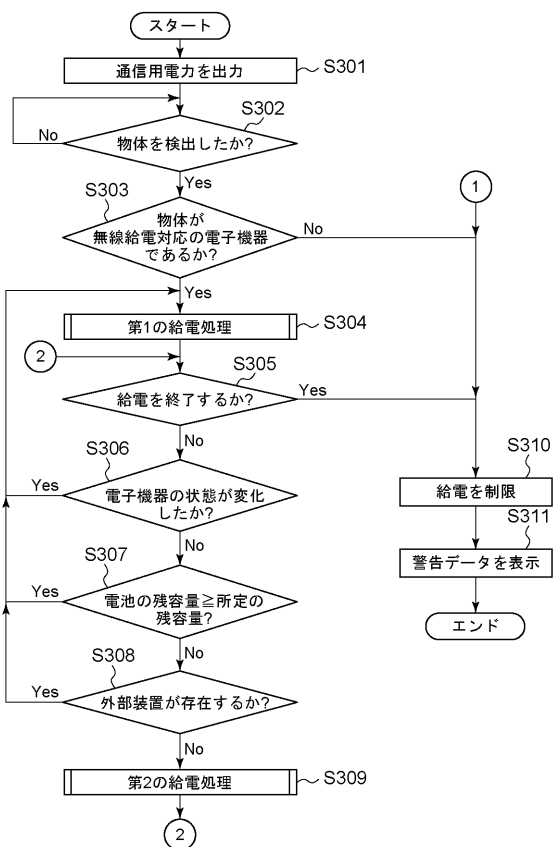 スタート
通信用電力を出力
S301
S302
物体を検出したか?
No
Yes
S303
物体が
無線給電対応の電子機器
であるか?
No
1
Yes
第1の給電処理
S304
2
S305
給電を終了するか?
Yes
No
S306
電子機器の状態が変化
したか?
Yes
No
S310
給電を制限
S311
警告データを表示
エンド
S307
電池の残容量≧所定の
残容量?
Yes
No
S308
外部装置が存在するか?
Yes
No
第2の給電処理
S309
2